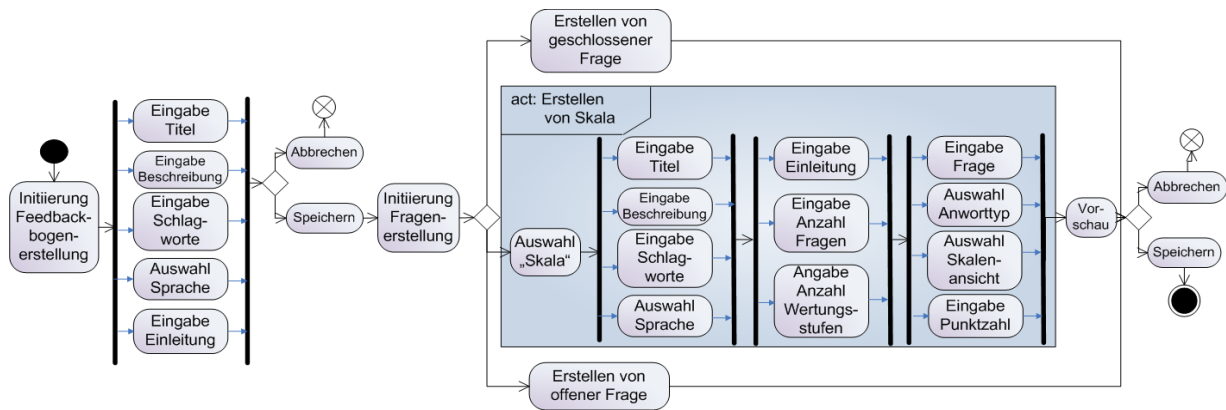 Initiierung
Feedback-
bogen-
erstellung
Eingabe
Titel
Eingabe
Beschreibung
Eingabe
Schlag-
worte
Auswahl
Sprache
Eingabe
Einleitung
Abbrechen
Speichern
Initiierung
Fragen-
erstellung
Erstellen von
geschlossener
Frage
act: Erstellen
von Skala
Auswahl
„Skala“
Eingabe
Titel
Eingabe
Beschreibung
Eingabe
Schlag-
worte
Auswahl
Sprache
Eingabe
Einleitung
Eingabe
Anzahl
Fragen
Angabe
Anzahl
Wertungs-
stufen
Eingabe
Frage
Auswahl
Anworttyp
Auswahl
Skalen-
ansicht
Eingabe
Punktzahl
Erstellen von
offener Frage
Vor-
schau
Abbrechen
Speichern